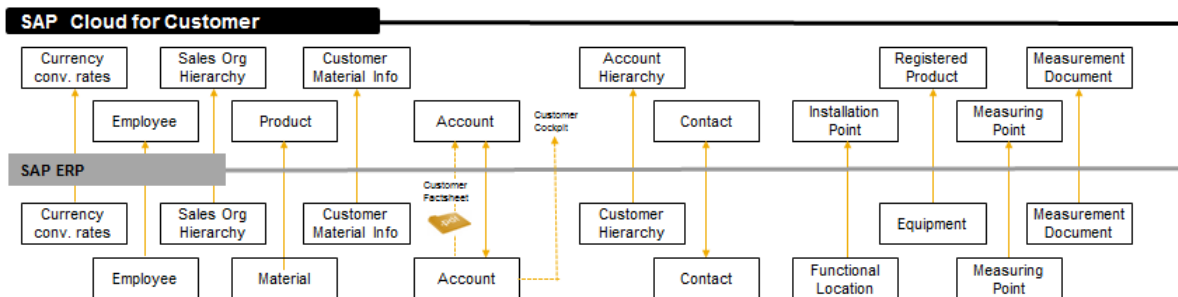 SAP Cloud for Customer
Currency
conv. rates
Sales Org
Hierarchy
Customer
Material Info
Account
Hierarchy
Registered
Product
Measurement
Document
Employee
Product
Account
Customer
Cockpit
Contact
Installation
Point
Measuring
Point
SAP ERP
Customer
Factsheet
Currency
conv. rates
Sales Org
Hierarchy
Customer
Material Info
Customer
Hierarchy
Equipment
Measurement
Document
Employee
Material
Account
Contact
Functional
Location
Measuring
Point